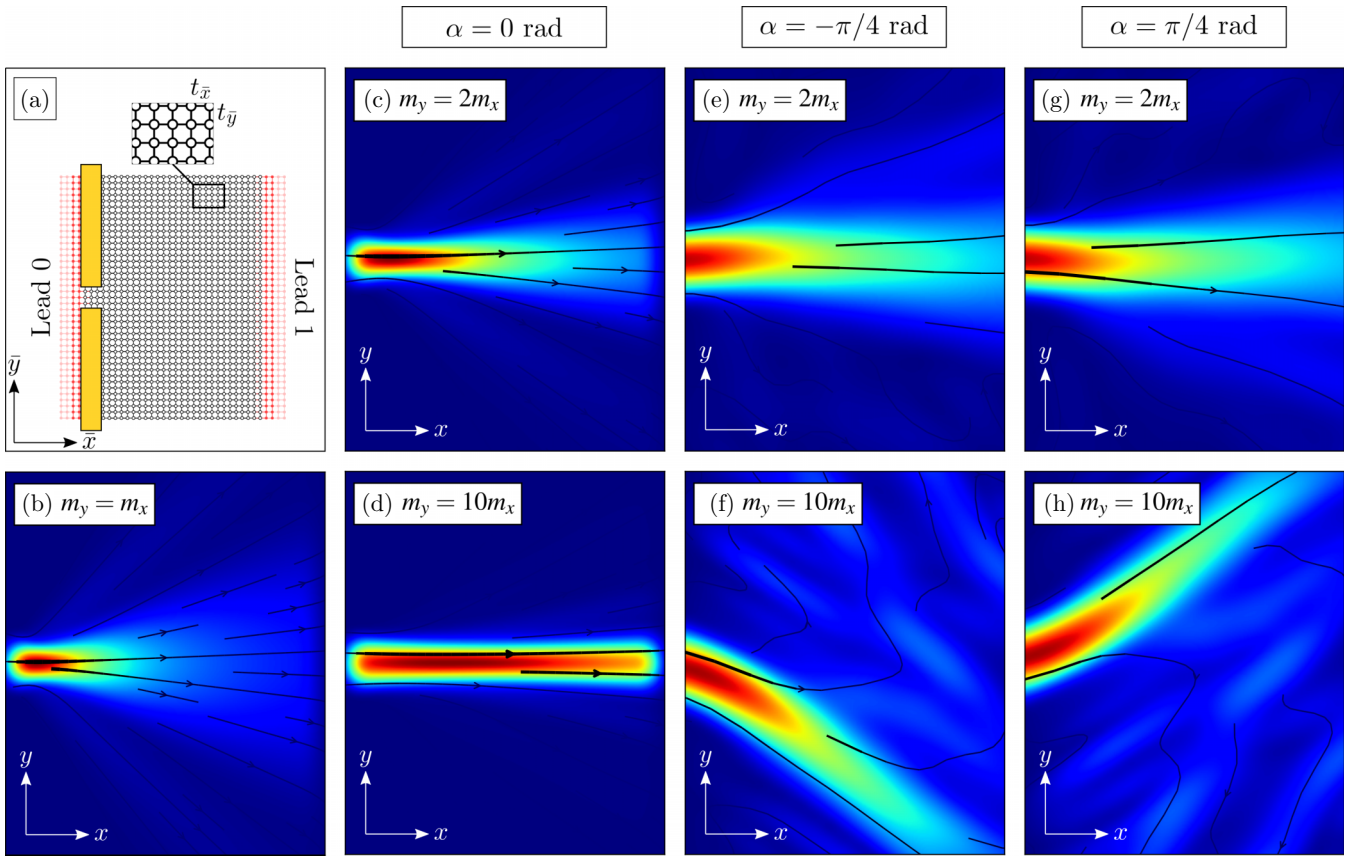 α = 0 rad
α = −π/4 rad
α = π/4 rad
(a)
t_x̄
t_ȳ
Lead 0
Lead 1
ȳ
x̄
(c) m_y = 2m_x
y
x
(e) m_y = 2m_x
y
x
(g) m_y = 2m_x
y
x
(b) m_y = m_x
y
x
(d) m_y = 10m_x
y
x
(f) m_y = 10m_x
y
x
(h) m_y = 10m_x
y
x